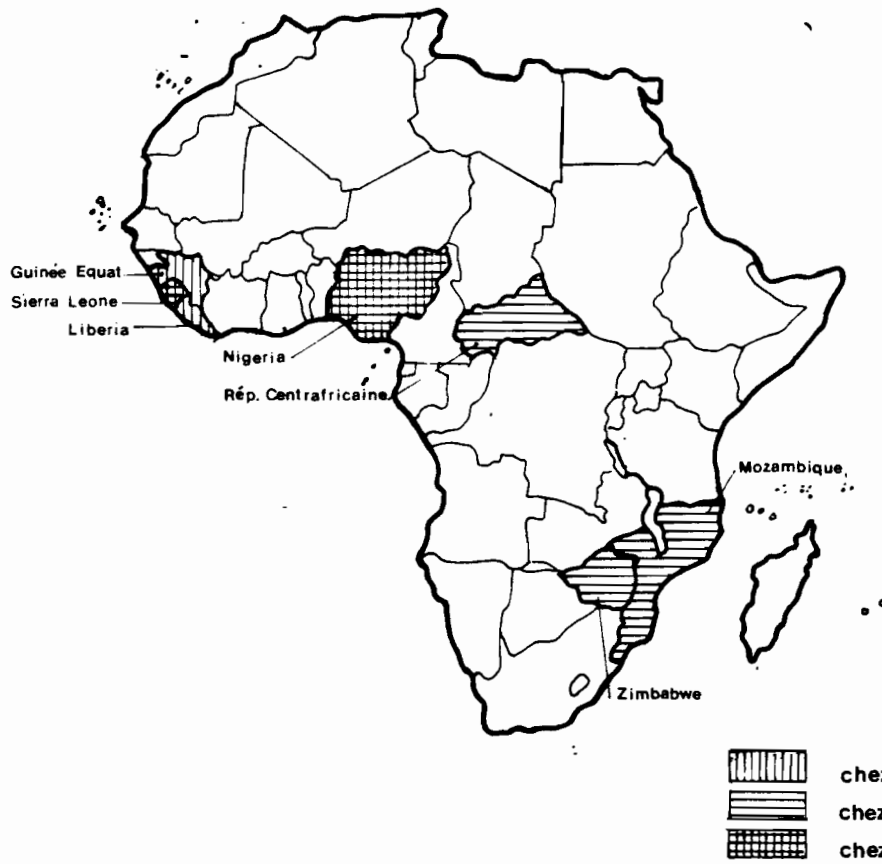 Guinée Equat
Sierra Leone
Liberia
Nigeria
Rép. Centrafricaine
Mozambique
Zimbabwe
chez
chez
chez